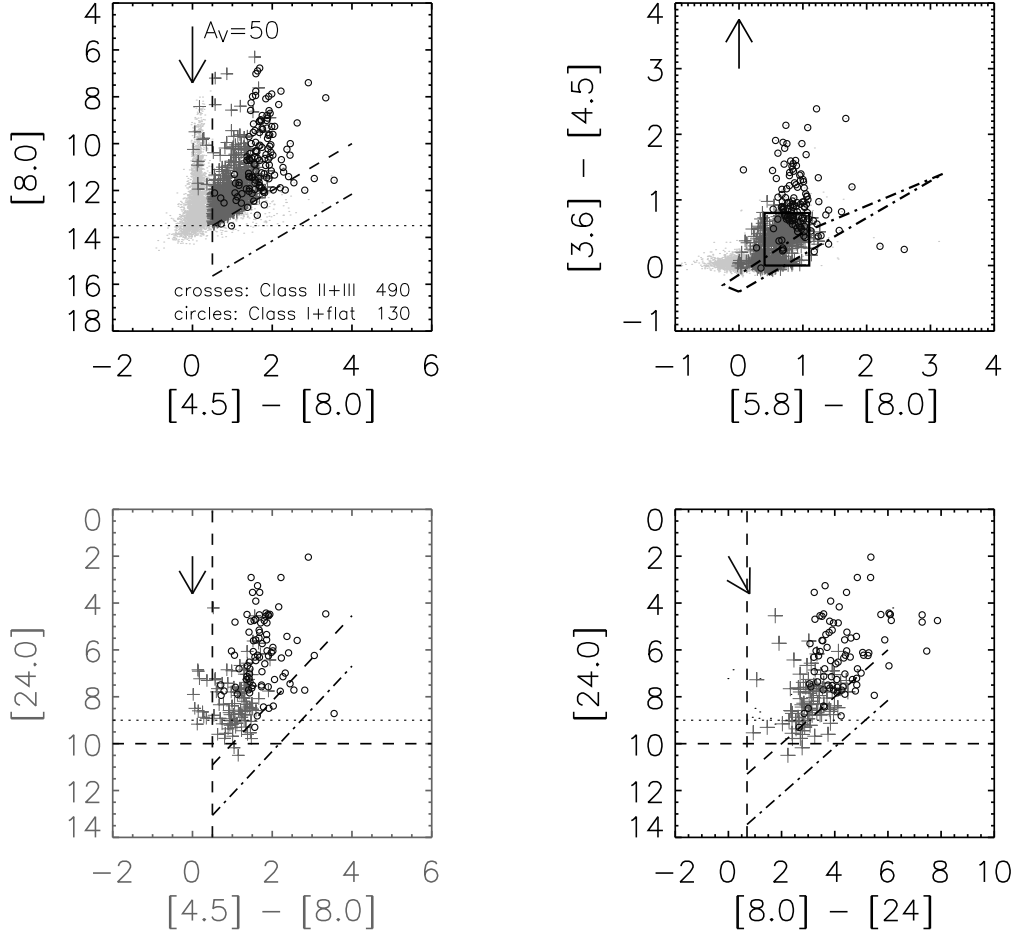 4
6
8
10
12
14
16
18
[8.0]
A_V=50
crosses: Class II+III 490
circles: Class I+flat 130
−2 0 2 4 6
[4.5] − [8.0]
4
3
2
1
0
−1
[3.6] − [4.5]
−1 0 1 2 3 4
[5.8] − [8.0]
0
2
4
6
8
10
12
14
[24.0]
−2 0 2 4 6
[4.5] − [8.0]
0
2
4
6
8
10
12
14
[24.0]
−2 0 2 4 6 8 10
[8.0] − [24]